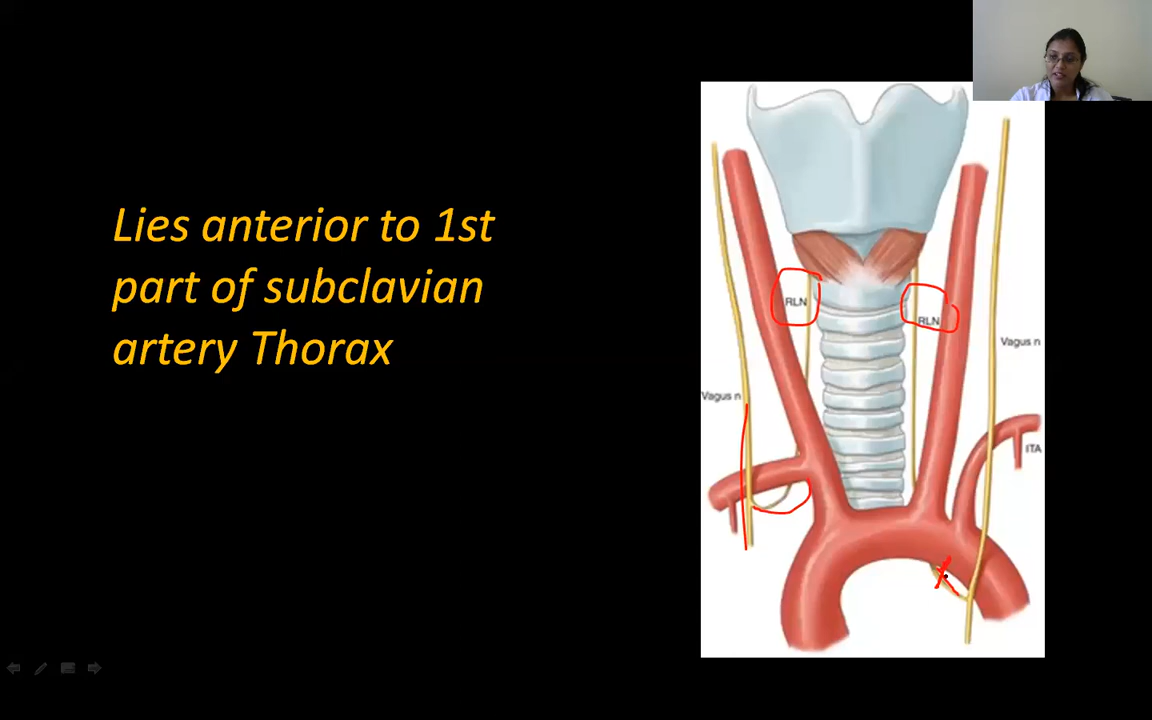 Lies anterior to 1st
part of subclavian
artery Thorax
RLN
RLN
Vagus n
Vagus n
ITA